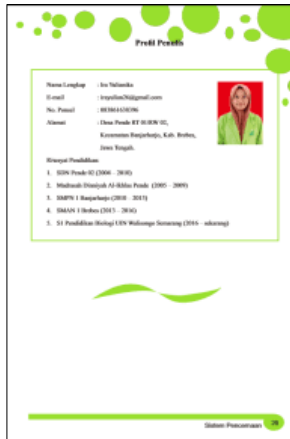 Profil Penulis
Nama Lengkap : Ira Yulianika
E-mail :
No. Ponsel :
Alamat : Desa Pende RT 01/RW 02,
Kecamatan Banjarharjo, Kab. Brebes,
Jawa Tengah.
Riwayat Pendidikan
1. SDN Pende 02 (2004 – 2010)
2. Madrasah Diniyah Al-Ikhlas Pende (2005 – 2009)
3. SMPN 1 Banjarharjo (2010 – 2013)
4. SMAN 1 Brebes (2013 – 2016)
5. S1 Pendidikan Biologi UIN Walisongo Semarang (2016 – sekarang)
Sistem Pencernaan 26